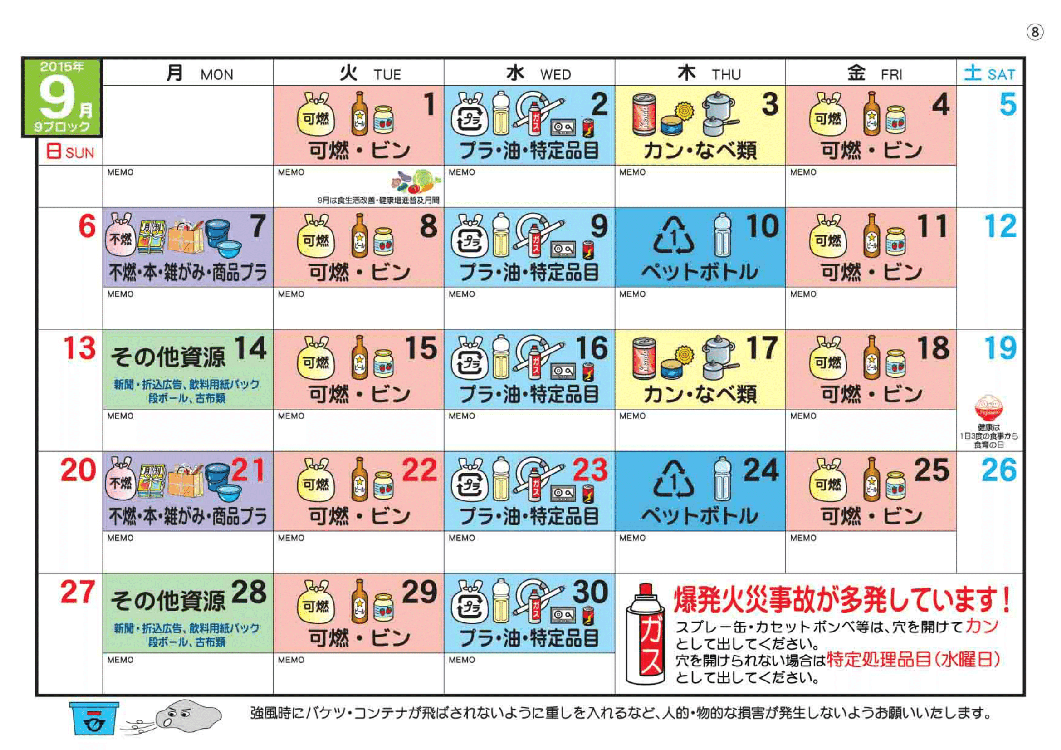 ⑧
2015年
9月
9ブロック
月 MON
火 TUE
水 WED
木 THU
金 FRI
土 SAT
日 SUN
可燃
1
可燃・ビン
プラ
ガス
2
プラ・油・特定品目
3
カン・なべ類
可燃
4
可燃・ビン
5
MEMO
MEMO
9月は食生活改善・健康増進普及月間
MEMO
MEMO
MEMO
6
不燃
7
不燃・本・雑がみ・商品プラ
可燃
8
可燃・ビン
プラ
ガス
9
プラ・油・特定品目
1
10
ペットボトル
可燃
11
可燃・ビン
12
MEMO
MEMO
MEMO
MEMO
MEMO
13
その他資源
14
新聞・折込広告、飲料用紙パック
段ボール、古布類
可燃
15
可燃・ビン
プラ
ガス
16
プラ・油・特定品目
17
カン・なべ類
可燃
18
可燃・ビン
19
健康は
1日3度の食事から
食育の日
MEMO
MEMO
MEMO
MEMO
MEMO
20
不燃
21
不燃・本・雑がみ・商品プラ
可燃
22
可燃・ビン
プラ
ガス
23
プラ・油・特定品目
1
24
ペットボトル
可燃
25
可燃・ビン
26
MEMO
MEMO
MEMO
MEMO
MEMO
27
その他資源
28
新聞・折込広告、飲料用紙パック
段ボール、古布類
可燃
29
可燃・ビン
プラ
ガス
30
プラ・油・特定品目
MEMO
MEMO
MEMO
ガス
爆発火災事故が多発しています!
スプレー缶・カセットボンベ等は、穴を開けてカン
として出してください。
穴を開けられない場合は特定処理品目(水曜日)
として出してください。
強風時にバケツ・コンテナが飛ばされないように重しを入れるなど、人的・物的な損害が発生しないようお願いいたします。